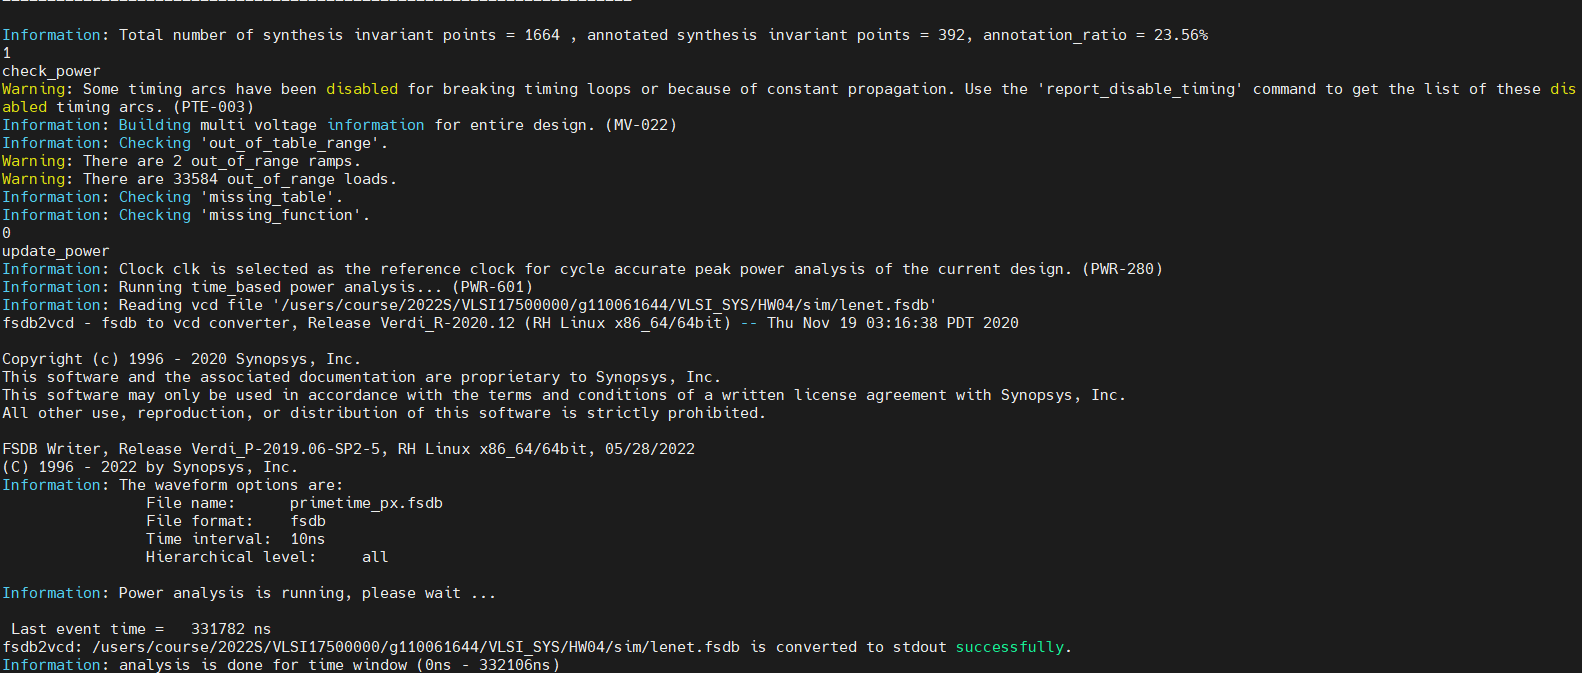 Information: Total number of synthesis invariant points = 1664 , annotated synthesis invariant points = 392, annotation_ratio = 23.56%
1
check_power
Warning: Some timing arcs have been disabled for breaking timing loops or because of constant propagation. Use the 'report_disable_timing' command to get the list of these dis
abled timing arcs. (PTE-003)
Information: Building multi voltage information for entire design. (MV-022)
Information: Checking 'out_of_table_range'.
Warning: There are 2 out_of_range ramps.
Warning: There are 33584 out_of_range loads.
Information: Checking 'missing_table'.
Information: Checking 'missing_function'.
0
update_power
Information: Clock clk is selected as the reference clock for cycle accurate peak power analysis of the current design. (PWR-280)
Information: Running time_based power analysis... (PWR-601)
Information: Reading vcd file '/users/course/2022S/VLSI17500000/g110061644/VLSI_SYS/HW04/sim/lenet.fsdb'
fsdb2vcd - fsdb to vcd converter, Release Verdi_R-2020.12 (RH Linux x86_64/64bit) -- Thu Nov 19 03:16:38 PDT 2020
Copyright (c) 1996 - 2020 Synopsys, Inc.
This software and the associated documentation are proprietary to Synopsys, Inc.
This software may only be used in accordance with the terms and conditions of a written license agreement with Synopsys, Inc.
All other use, reproduction, or distribution of this software is strictly prohibited.
FSDB Writer, Release Verdi_P-2019.06-SP2-5, RH Linux x86_64/64bit, 05/28/2022
(C) 1996 - 2022 by Synopsys, Inc.
Information: The waveform options are:
File name: primetime_px.fsdb
File format: fsdb
Time interval: 10ns
Hierarchical level: all
Information: Power analysis is running, please wait ...
Last event time = 331782 ns
fsdb2vcd: /users/course/2022S/VLSI17500000/g110061644/VLSI_SYS/HW04/sim/lenet.fsdb is converted to stdout successfully.
Information: analysis is done for time window (0ns - 332106ns)